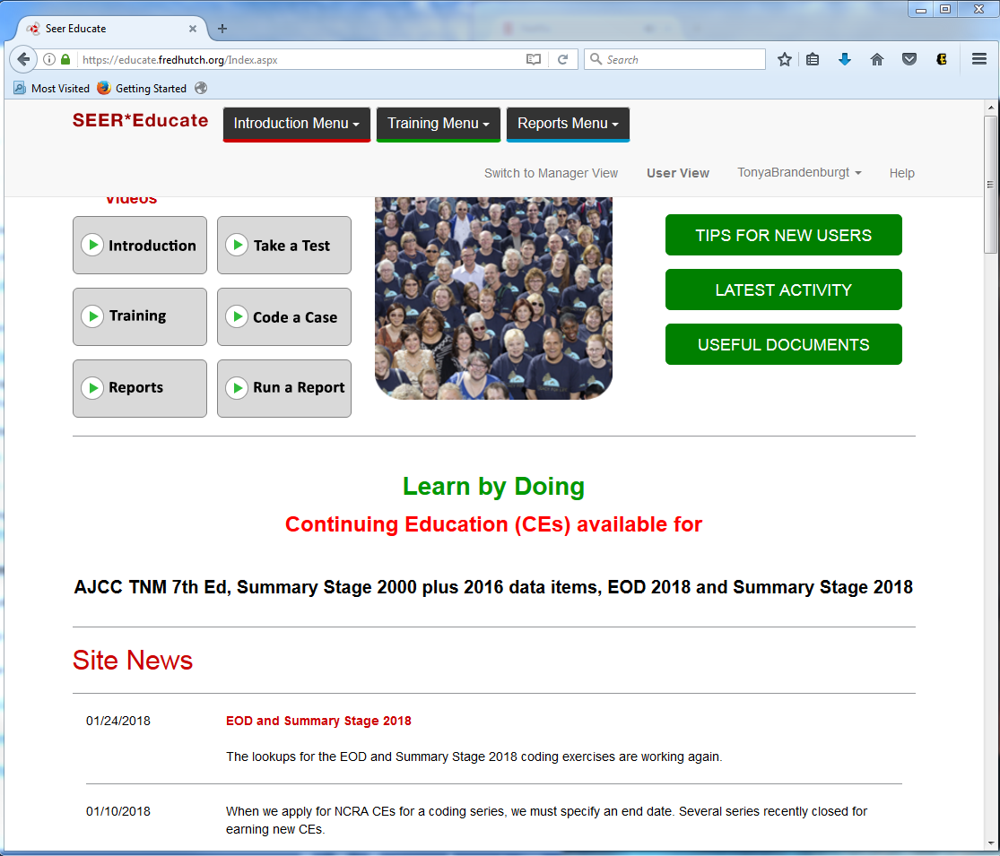 Seer Educate
https://educate.fredhutch.org/Index.aspx
Search
Most Visited
Getting Started
SEER*Educate
Introduction Menu
Training Menu
Reports Menu
Switch to Manager View
User View
TonyaBrandenburgt
Help
Videos
Introduction
Take a Test
Training
Code a Case
Reports
Run a Report
TIPS FOR NEW USERS
LATEST ACTIVITY
USEFUL DOCUMENTS
Learn by Doing
Continuing Education (CEs) available for
AJCC TNM 7th Ed, Summary Stage 2000 plus 2016 data items, EOD 2018 and Summary Stage 2018
Site News
01/24/2018
EOD and Summary Stage 2018
The lookups for the EOD and Summary Stage 2018 coding exercises are working again.
01/10/2018
When we apply for NCRA CEs for a coding series, we must specify an end date. Several series recently closed for
earning new CEs.